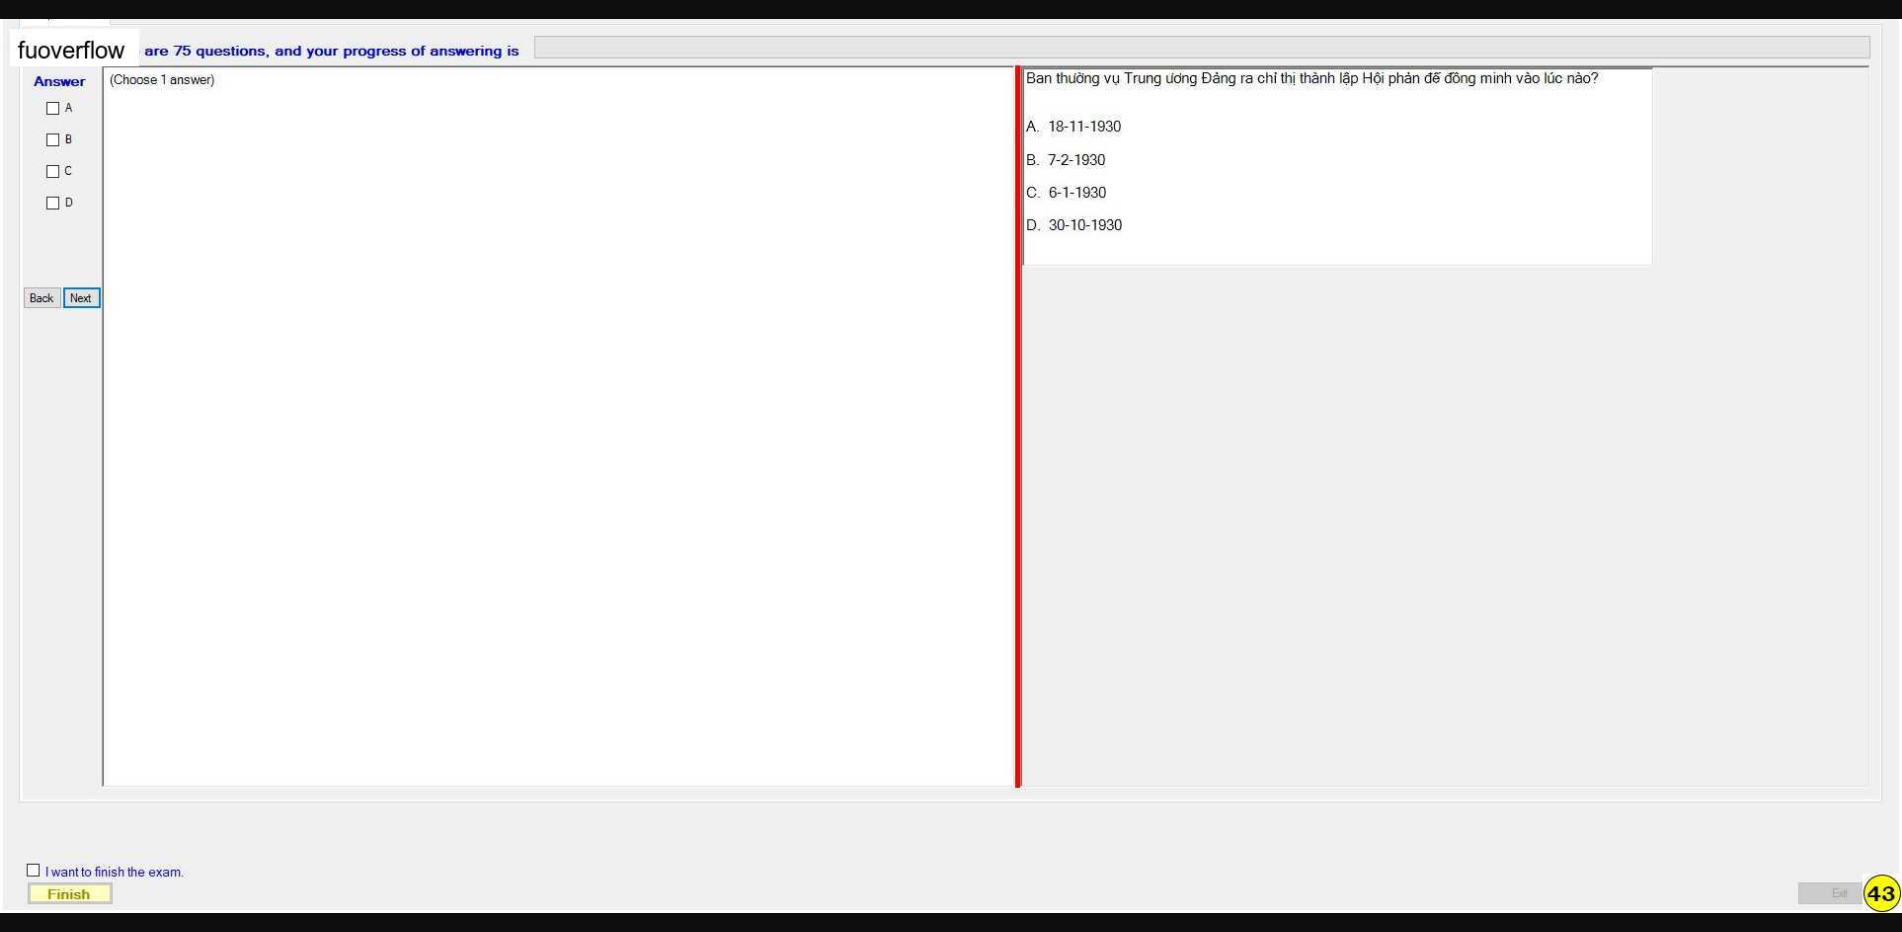 fuoverflow are 75 questions, and your progress of answering is
Answer
(Choose 1 answer)
A
B
C
D
Back Next
Ban thường vụ Trung ương Đảng ra chỉ thị thành lập Hội phản đế đồng minh vào lúc nào?
A. 18-11-1930
B. 7-2-1930
C. 6-1-1930
D. 30-10-1930
I want to finish the exam.
Finish
Exit
43